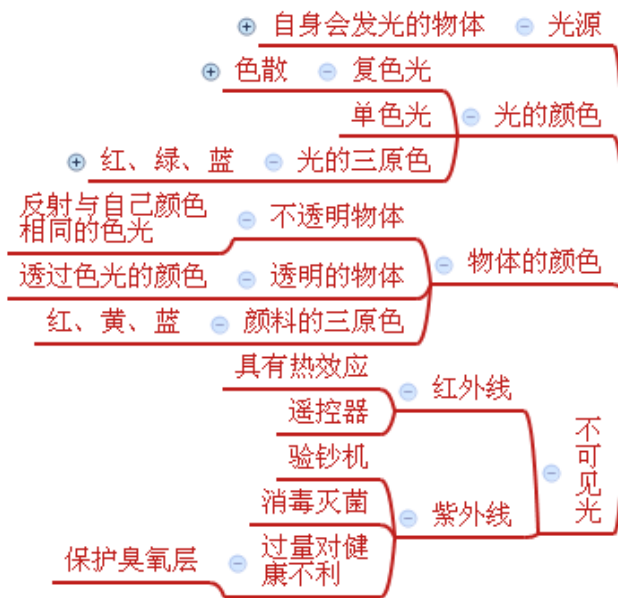 自身会发光的物体
光源
色散
复色光
单色光
光的颜色
红、绿、蓝
光的三原色
反射与自己颜色
相同的色光
不透明物体
透过色光的颜色
透明的物体
物体的颜色
红、黄、蓝
颜料的三原色
具有热效应
红外线
遥控器
不可见光
验钞机
消毒灭菌
紫外线
保护臭氧层
过量对健
康不利